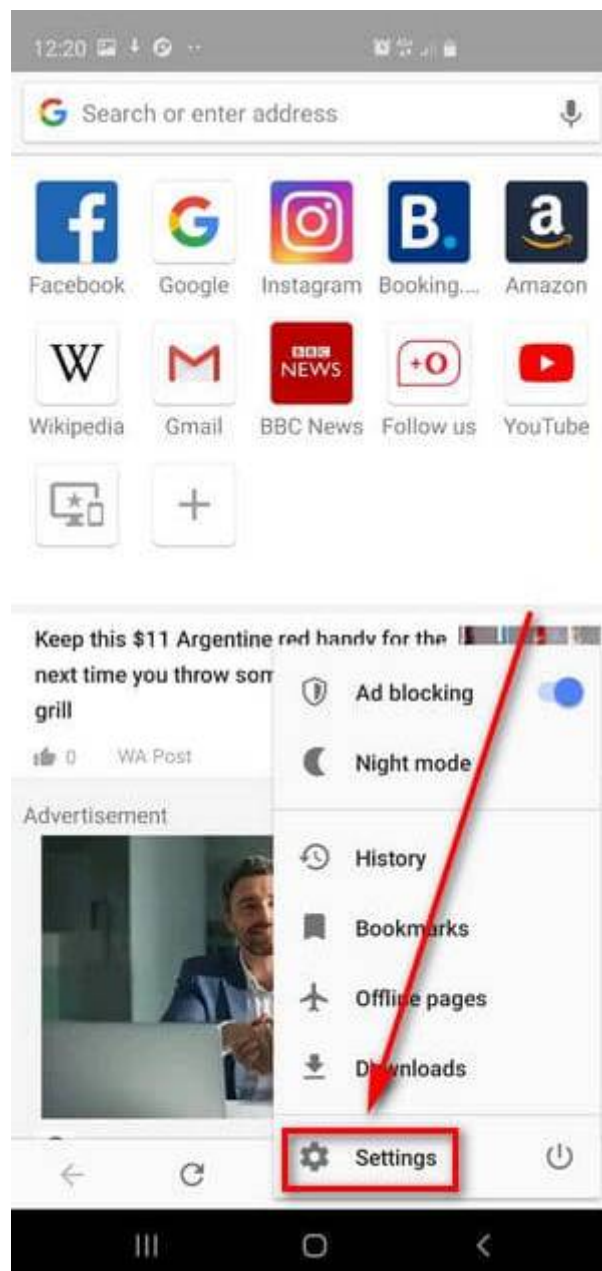 12:20
Search or enter address
Facebook Google Instagram Booking.... Amazon
Wikipedia Gmail BBC News Follow us YouTube
Keep this $11 Argentine red handy for the
next time you throw som
grill
0 WA Post
Advertisement
Ad blocking
Night mode
History
Bookmarks
Offline pages
Downloads
Settings